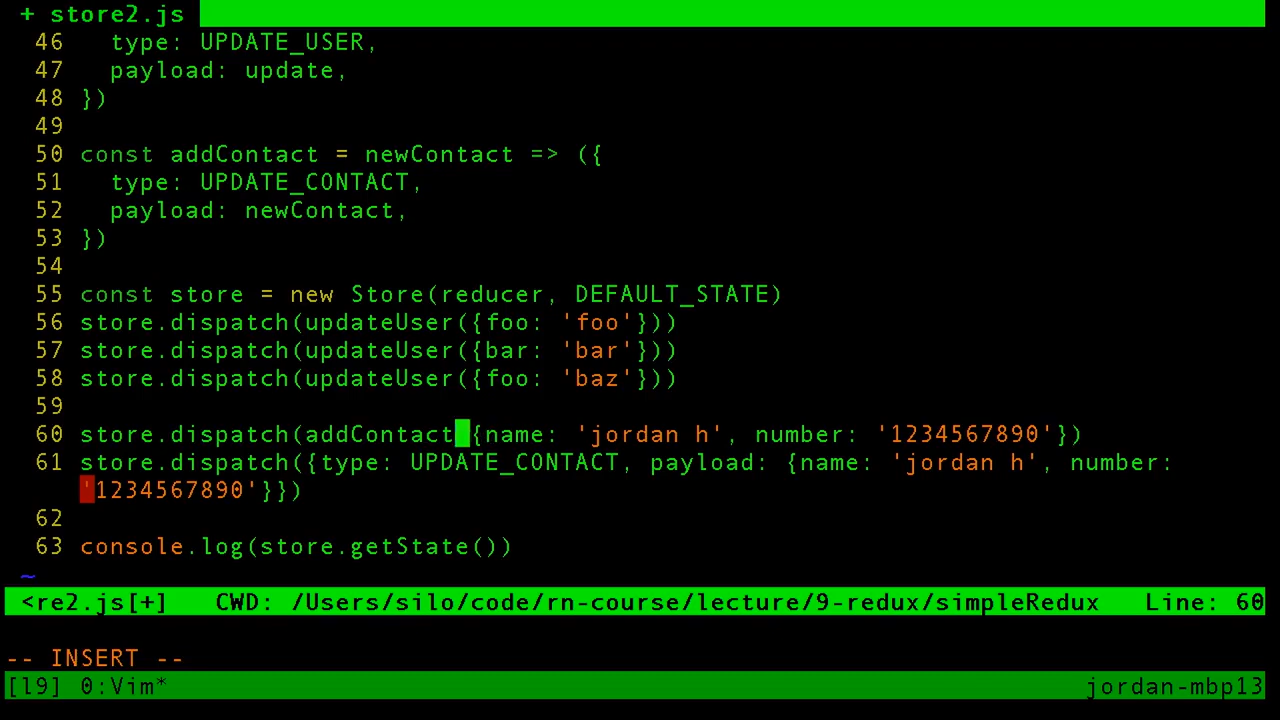 + store2.js
46   type: UPDATE_USER,
47   payload: update,
48 })
49
50 const addContact = newContact => ({
51   type: UPDATE_CONTACT,
52   payload: newContact,
53 })
54
55 const store = new Store(reducer, DEFAULT_STATE)
56 store.dispatch(updateUser({foo: 'foo'}))
57 store.dispatch(updateUser({bar: 'bar'}))
58 store.dispatch(updateUser({foo: 'baz'}))
59
60 store.dispatch(addContact {name: 'jordan h', number: '1234567890'})
61 store.dispatch({type: UPDATE_CONTACT, payload: {name: 'jordan h', number:
'1234567890'}})
62
63 console.log(store.getState())
~
<re2.js[+]   CWD: /Users/silo/code/rn-course/lecture/9-redux/simpleRedux   Line: 60
-- INSERT --
[l9] 0:Vim* jordan-mbp13